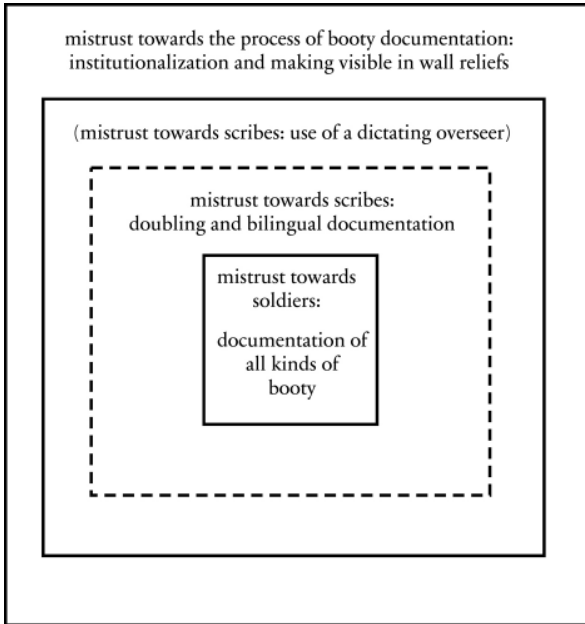 mistrust towards the process of booty documentation:
institutionalization and making visible in wall reliefs
(mistrust towards scribes: use of a dictating overseer)
mistrust towards scribes:
doubling and bilingual documentation
mistrust towards
soldiers:
documentation of
all kinds of
booty